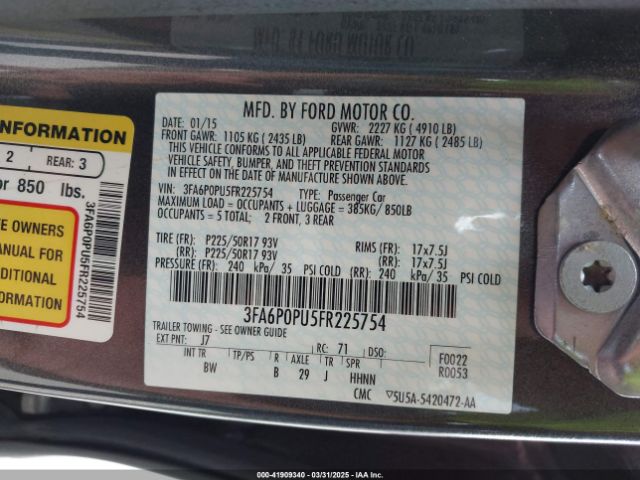 MFD. BY FORD MOTOR CO.
DATE: 01/15 GVWR: 2227 KG ( 4910 LB)
FRONT GAWR: 1105 KG ( 2435 LB) REAR GAWR: 1127 KG ( 2485 LB)
THIS VEHICLE CONFORMS TO ALL APPLICABLE FEDERAL MOTOR
VEHICLE SAFETY, BUMPER, AND THEFT PREVENTION STANDARDS
IN EFFECT ON THE DATE OF MANUFACTURE SHOWN ABOVE.
VIN: 3FA6P0PU5FR225754 TYPE: Passenger Car
MAXIMUM LOAD = OCCUPANTS + LUGGAGE = 385KG/ 850LB
OCCUPANTS = 5 TOTAL: 2 FRONT, 3 REAR
TIRE (FR): P225/50R17 93V RIMS (FR): 17x7.5J
(RR): P225/50R17 93V (RR): 17x7.5J
PRESSURE (FR): 240 kPa/ 35 PSI COLD (RR): 240 kPa/ 35 PSI COLD
3FA6P0PU5FR225754
TRAILER TOWING - SEE OWNER GUIDE
EXT PNT: J7 RC: 71 DSO: F0022
INT TR TP/PS R AXLE TR SPR R0053
BW B 29 J HHNN
CMC 5U5A-5420472-AA
INFORMATION
2 REAR: 3
or 850 lbs.
3FA6P0PU5FR225754
E OWNERS
ANUAL FOR
DDITIONAL
FORMATION
000-41909340 - 03/31/2025 - IAAC